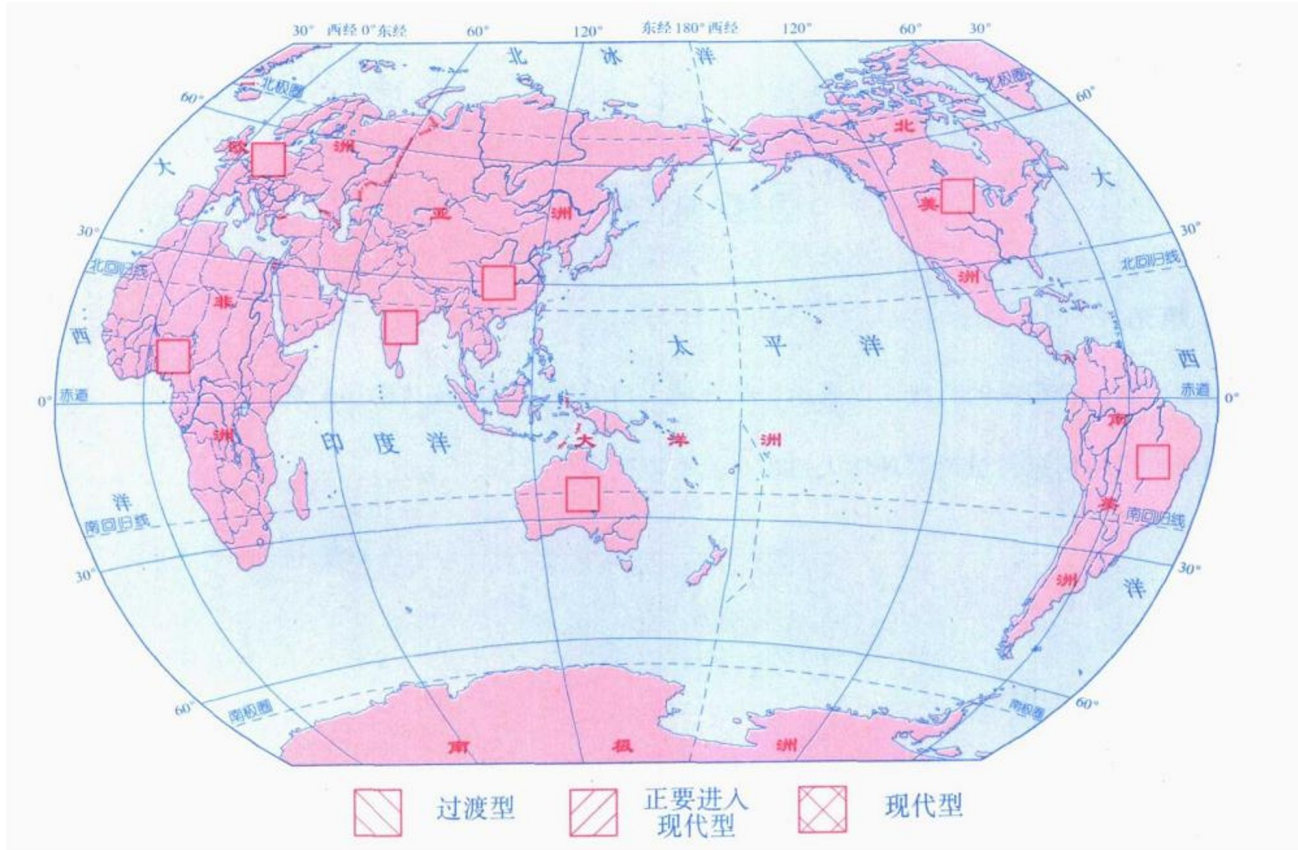 30° 西经 0° 东经 60° 120° 东经 180° 西经 120° 60° 30°
北 冰 洋
北极圈 北极圈
60° 60°
北
欧 洲
大 大
美
亚 洲
30° 30°
北回归线 北回归线
洲
非
西 太 平 洋 西
0° 赤道 赤道 0°
南
洲 印 度 洋 大 洋 洲
洋 美
南回归线 南回归线
30° 30°
洲 洋
60° 60°
南极圈 南极圈
南 极 洲
过渡型 正要进入 现代型
现代型